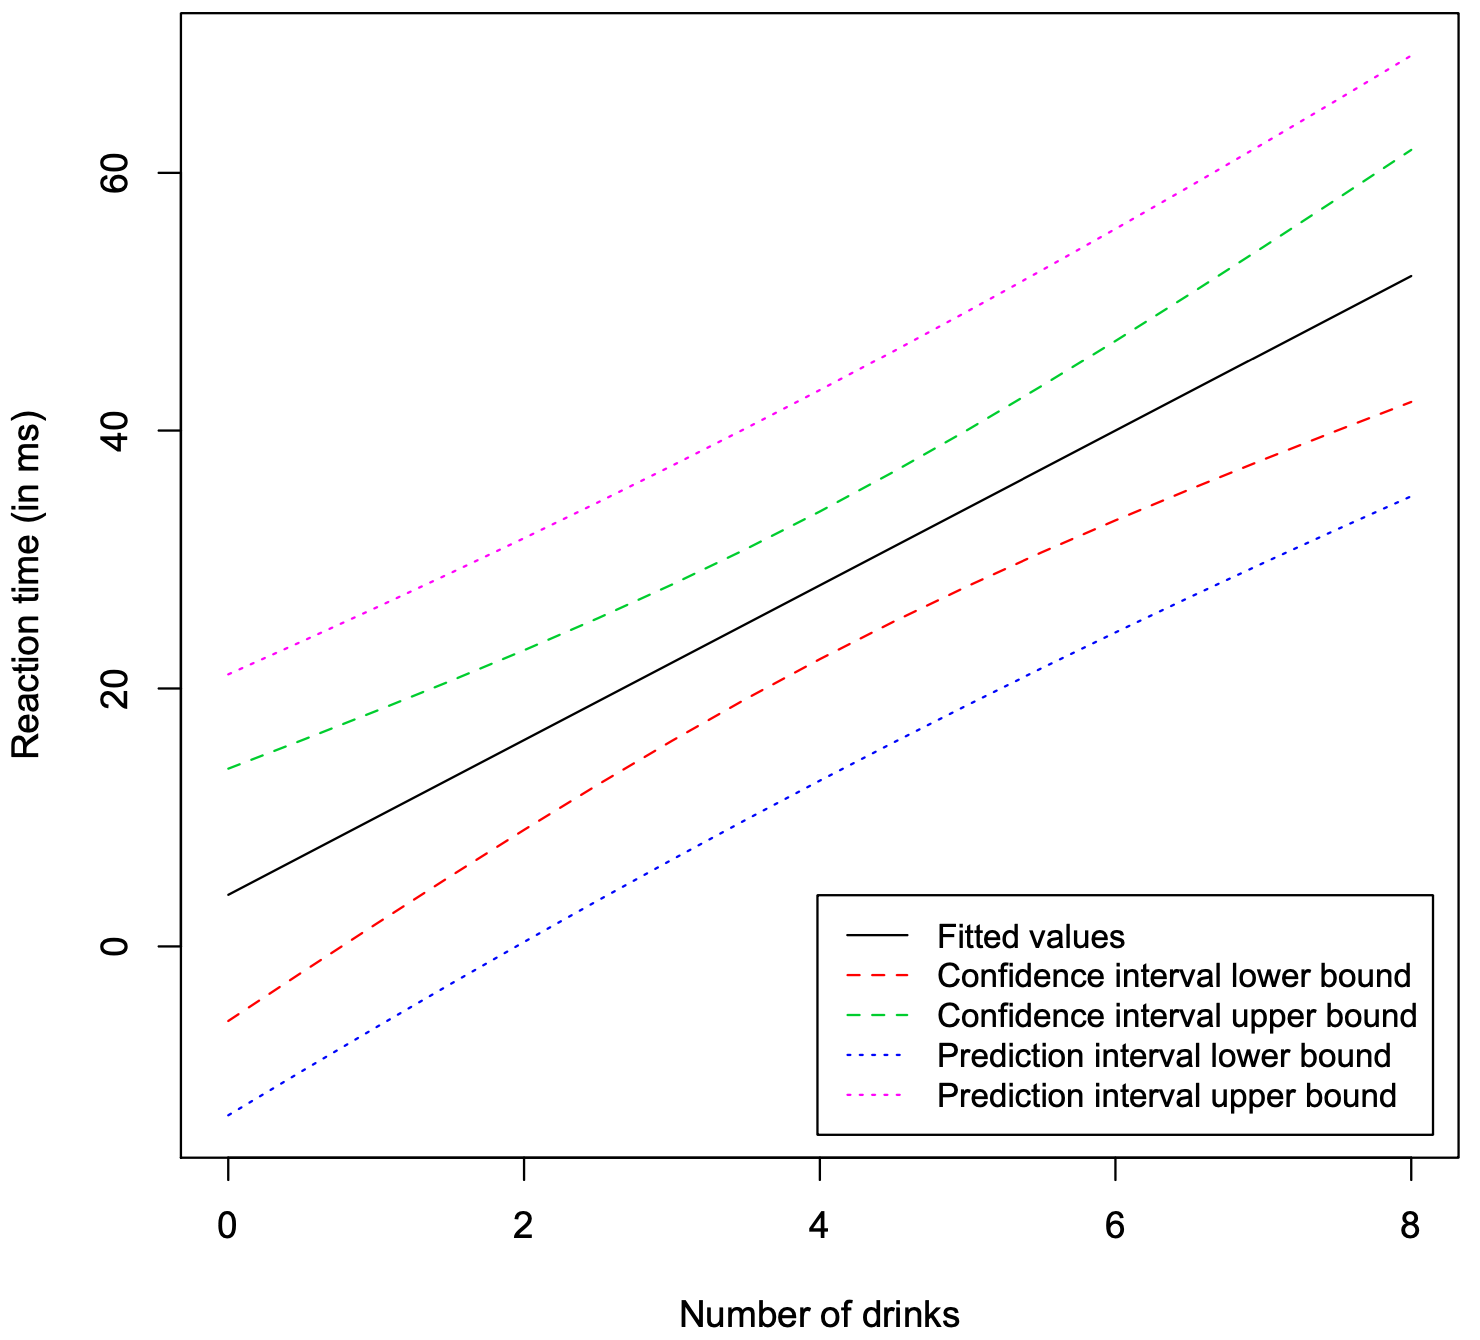 Reaction time (in ms)
60
40
20
0
Fitted values
Confidence interval lower bound
Confidence interval upper bound
Prediction interval lower bound
Prediction interval upper bound
0 2 4 6 8
Number of drinks